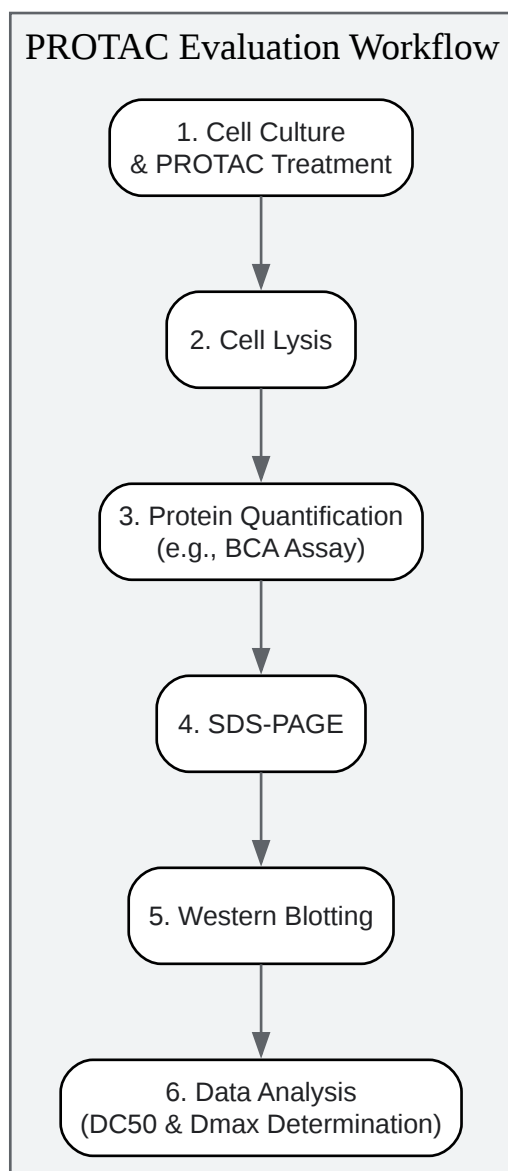 PROTAC Evaluation Workflow
1. Cell Culture
& PROTAC Treatment
2. Cell Lysis
3. Protein Quantification
(e.g., BCA Assay)
4. SDS-PAGE
5. Western Blotting
6. Data Analysis
(DC50 & Dmax Determination)